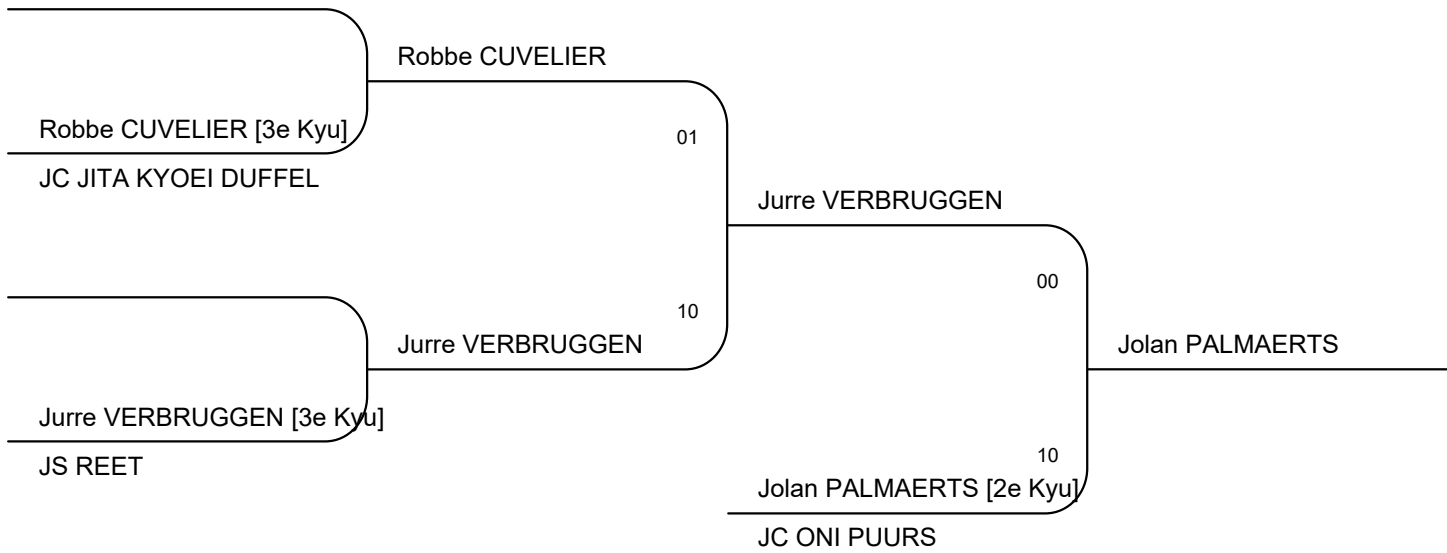 Robbe CUVELIER
Robbe CUVELIER [3e Kyu]
01
JC JITA KYOEI DUFFEL
Jurre VERBRUGGEN
00
10
Jurre VERBRUGGEN
Jolan PALMAERTS
Jurre VERBRUGGEN [3e Kyu]
JS REET
10
Jolan PALMAERTS [2e Kyu]
JC ONI PUURS